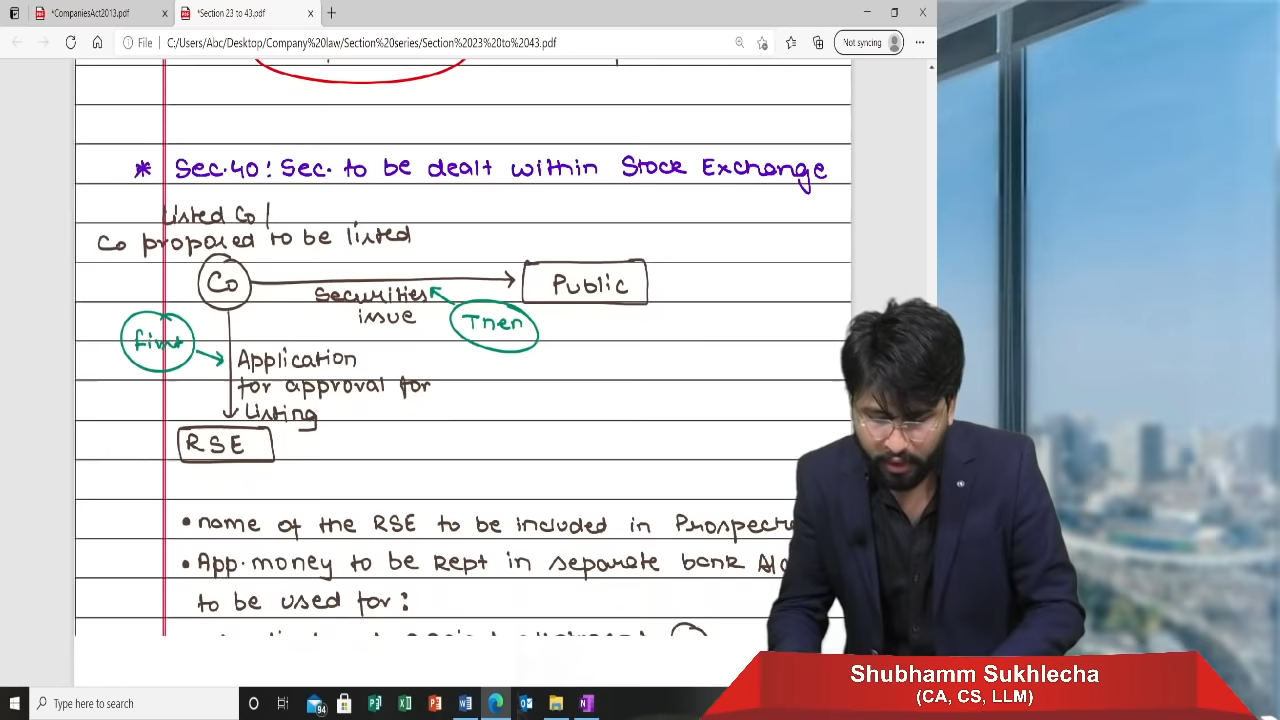 *CompaniesAct2013.pdf
*Section 23 to 43.pdf
File
C:/Users/Abc/Desktop/Company%20law/Section%20series/Section%2023%20to%2043.pdf
Not syncing
* Sec.40: Sec. to be dealt within Stock Exchange
Listed Co /
Co proposed to be listed
Co
Public
Securities
issue
Then
First
Application
for approval for
Listing
RSE
• name of the RSE to be included in Prospectu
• App. money to be kept in separate bank A/c
to be used for:
Shubhamm Sukhlecha
(CA, CS, LLM)
Type here to search
94